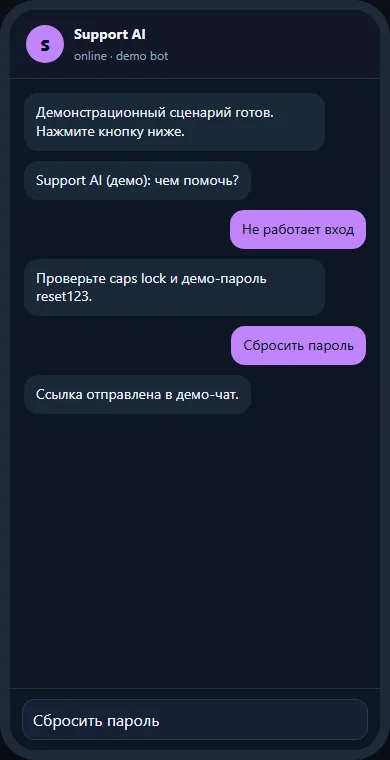 s
Support AI
online · demo bot
Демонстрационный сценарий готов.
Нажмите кнопку ниже.
Support AI (демо): чем помочь?
Не работает вход
Проверьте caps lock и демо-пароль
reset123.
Сбросить пароль
Ссылка отправлена в демо-чат.
Сбросить пароль